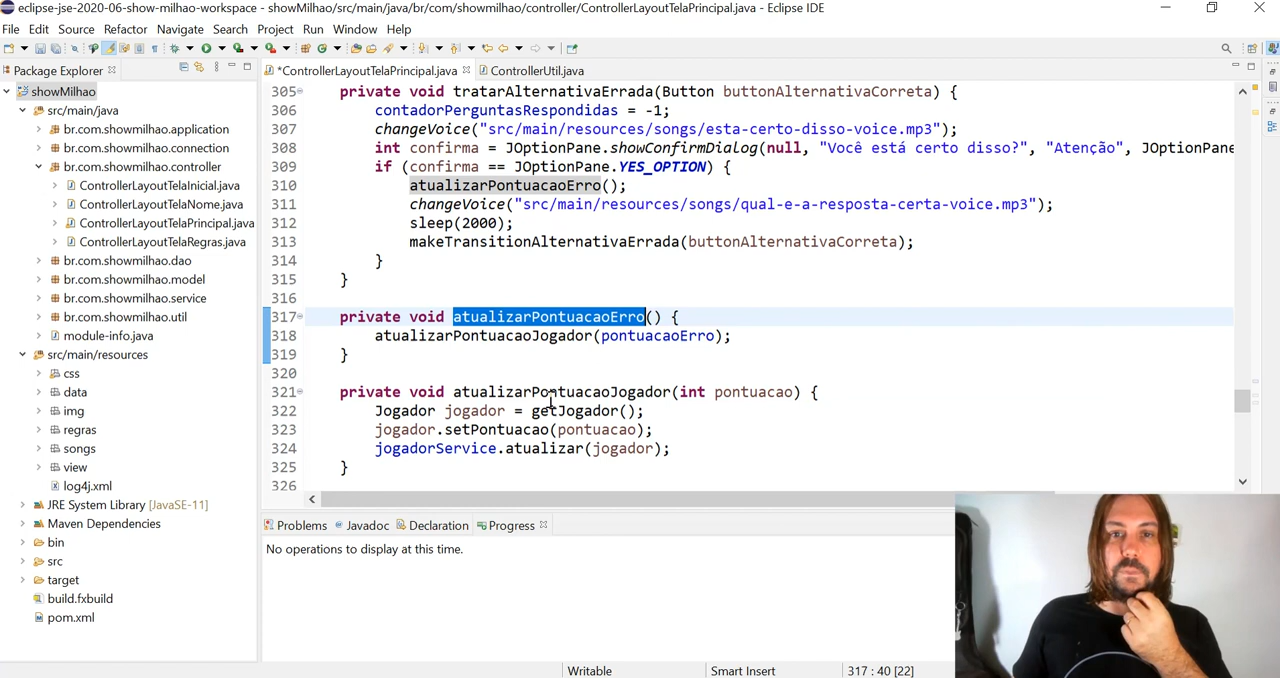 eclipse-jse-2020-06-show-milhao-workspace - showMilhao/src/main/java/br/com/showmilhao/controller/ControllerLayoutTelaPrincipal.java - Eclipse IDE
File Edit Source Refactor Navigate Search Project Run Window Help
Package Explorer
*ControllerLayoutTelaPrincipal.java ControllerUtil.java
showMilhao
src/main/java
br.com.showmilhao.application
br.com.showmilhao.connection
br.com.showmilhao.controller
ControllerLayoutTelaInicial.java
ControllerLayoutTelaNome.java
ControllerLayoutTelaPrincipal.java
ControllerLayoutTelaRegras.java
br.com.showmilhao.dao
br.com.showmilhao.model
br.com.showmilhao.service
br.com.showmilhao.util
module-info.java
src/main/resources
css
data
img
regras
songs
view
log4j.xml
JRE System Library [JavaSE-11]
Maven Dependencies
bin
src
target
build.fxbuild
pom.xml
305 private void tratarAlternativaErrada(Button buttonAlternativaCorreta) {
306 contadorPerguntasRespondidas = -1;
307 changeVoice("src/main/resources/songs/esta-certo-disso-voice.mp3");
308 int confirma = JOptionPane.showConfirmDialog(null, "Você está certo disso?", "Atenção", JOptionPane
309 if (confirma == JOptionPane.YES_OPTION) {
310 atualizarPontuacaoErro();
311 changeVoice("src/main/resources/songs/qual-e-a-resposta-certa-voice.mp3");
312 sleep(2000);
313 makeTransitionAlternativaErrada(buttonAlternativaCorreta);
314 }
315 }
316
317 private void atualizarPontuacaoErro() {
318 atualizarPontuacaoJogador(pontuacaoErro);
319 }
320
321 private void atualizarPontuacaoJogador(int pontuacao) {
322 Jogador jogador = getJogador();
323 jogador.setPontuacao(pontuacao);
324 jogadorService.atualizar(jogador);
325 }
326
Problems Javadoc Declaration Progress
No operations to display at this time.
Writable Smart Insert 317 : 40 [22]